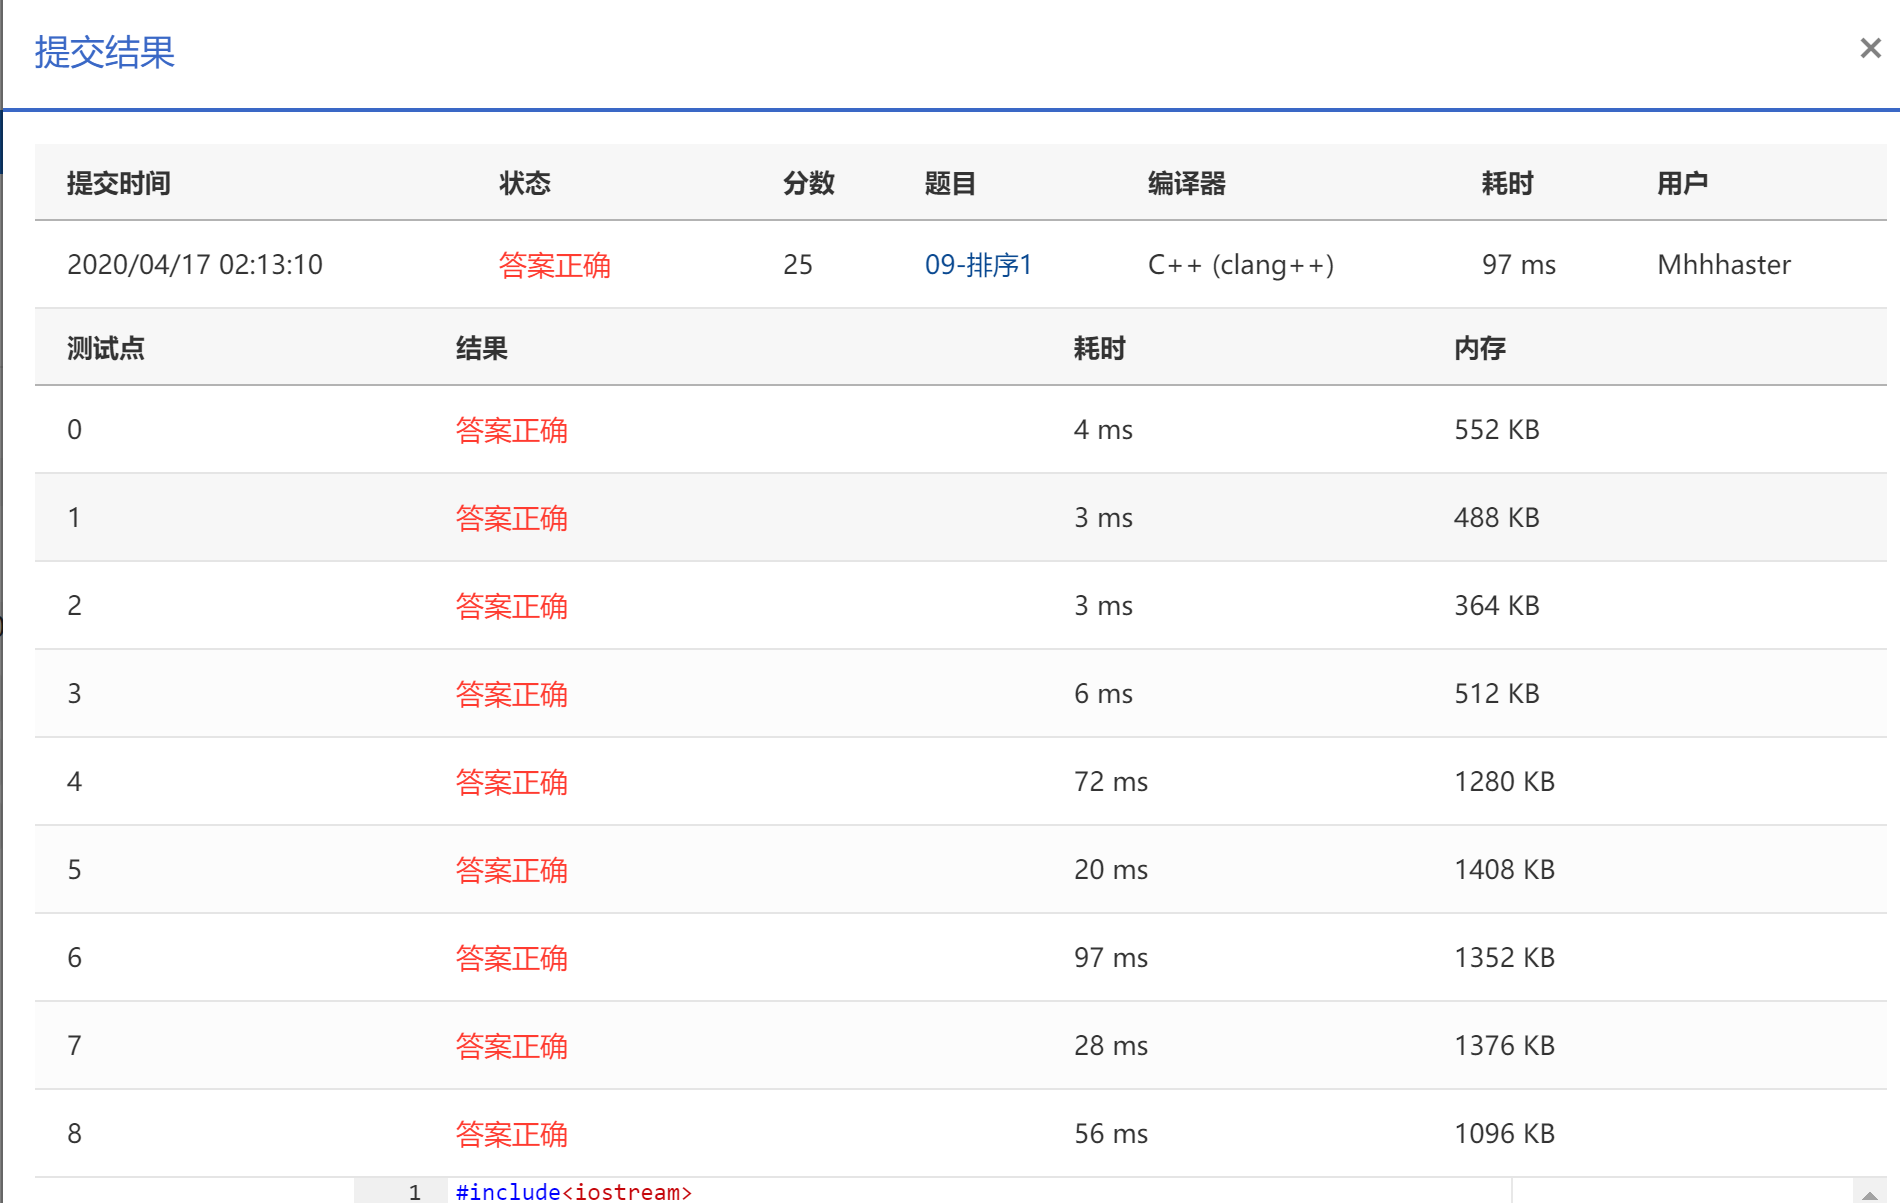 提交结果
提交时间 状态 分数 题目 编译器 耗时 用户
2020/04/17 02:13:10 答案正确 25 09-排序1 C++ (clang++) 97 ms Mhhhaster
测试点 结果 耗时 内存
0 答案正确 4 ms 552 KB
1 答案正确 3 ms 488 KB
2 答案正确 3 ms 364 KB
3 答案正确 6 ms 512 KB
4 答案正确 72 ms 1280 KB
5 答案正确 20 ms 1408 KB
6 答案正确 97 ms 1352 KB
7 答案正确 28 ms 1376 KB
8 答案正确 56 ms 1096 KB
1 #include<iostream>